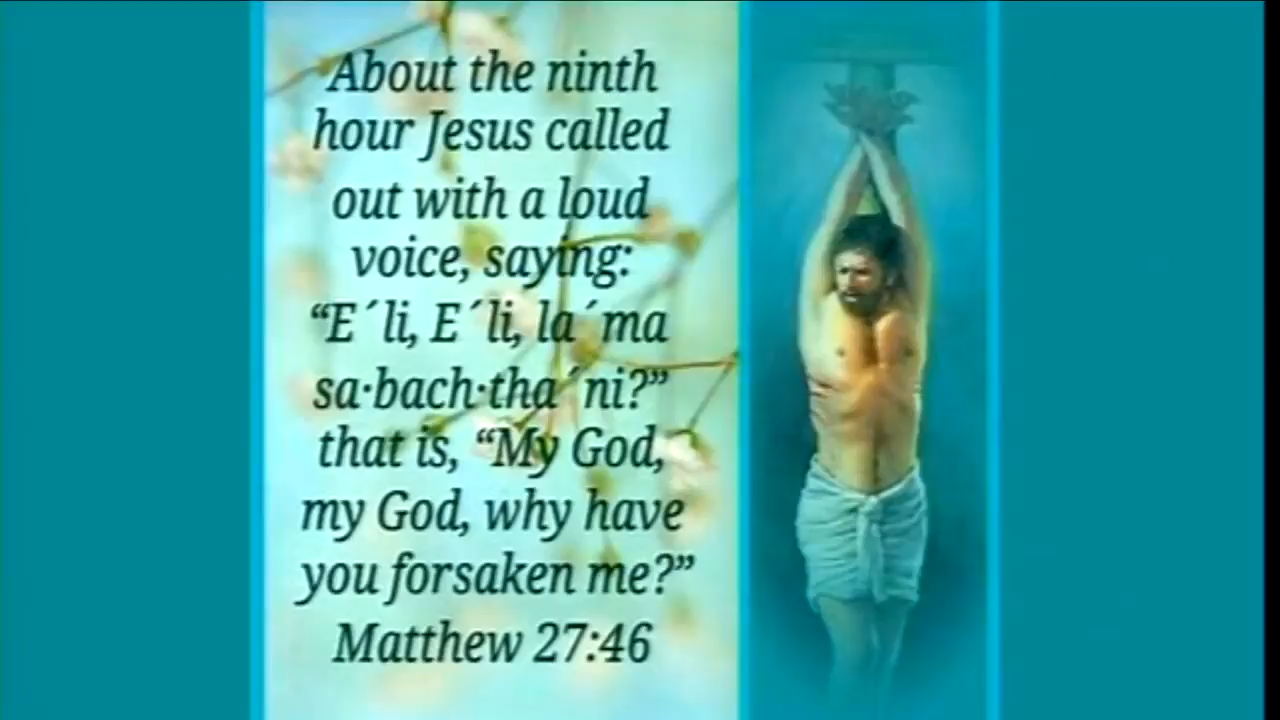 About the ninth
hour Jesus called
out with a loud
voice, saying:
“E´li, E´li, la´ma
sa·bach·tha´ni?”
that is, “My God,
my God, why have
you forsaken me?”
Matthew 27:46